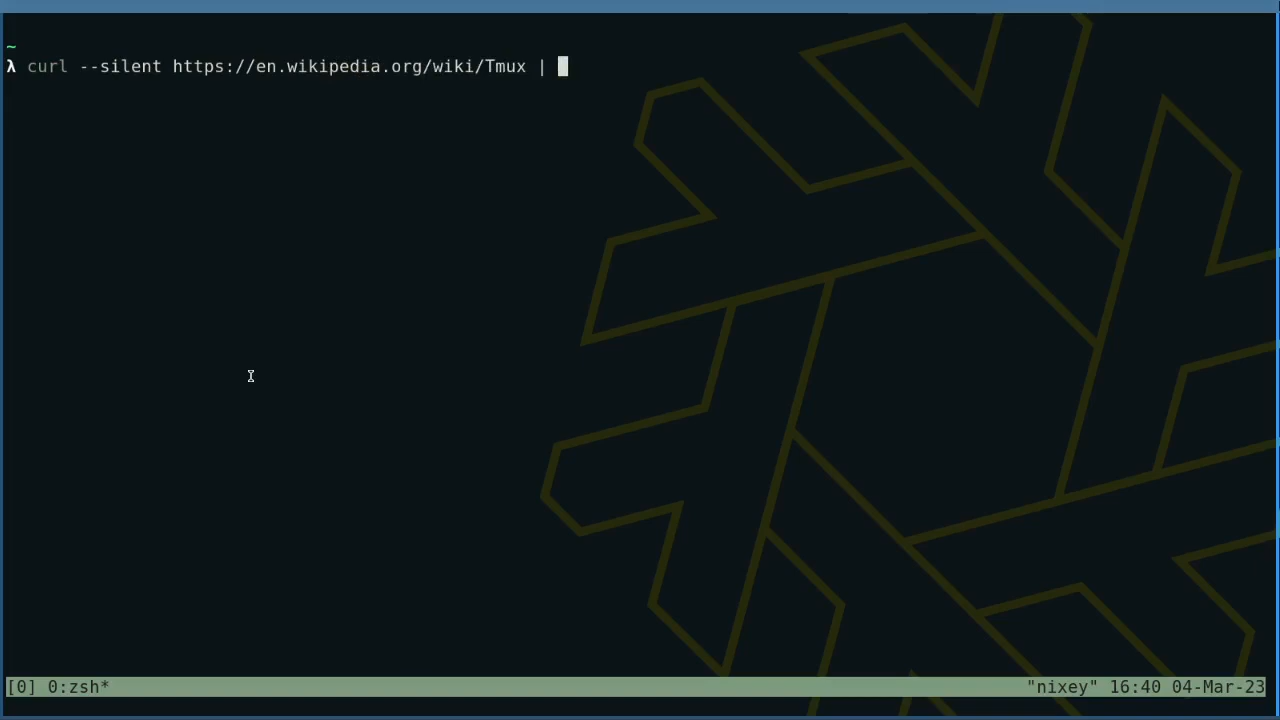 ~
λ curl --silent https://en.wikipedia.org/wiki/Tmux |
[0] 0:zsh* "nixey" 16:40 04-Mar-23